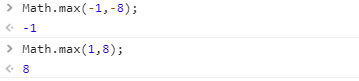 > Math.max(-1,-8);
<· -1
> Math.max(1,8);
<· 8